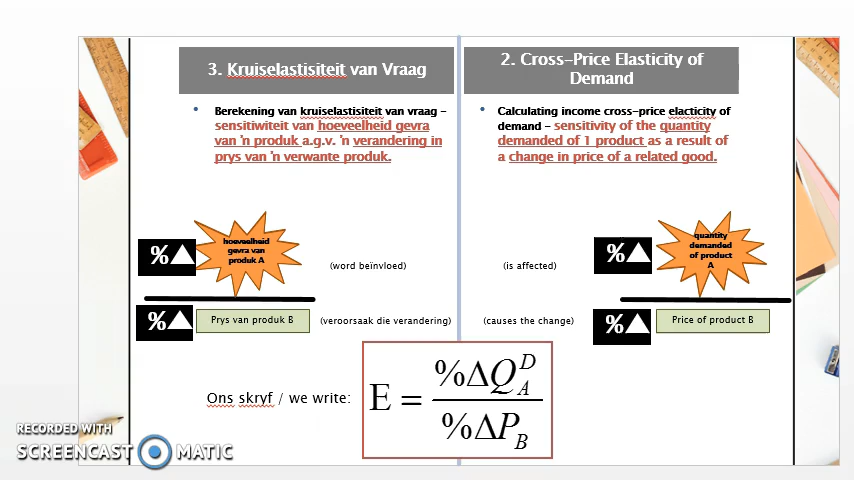 3. Kruiselastisiteit van Vraag
• Berekening van kruiselastisiteit van vraag –
sensitiwiteit van hoeveelheid gevra
van 'n produk a.g.v. 'n verandering in
prys van 'n verwante produk.
2. Cross-Price Elasticity of
Demand
• Calculating income cross-price elacticity of
demand – sensitivity of the quantity
demanded of 1 product as a result of
a change in price of a related good.
%▲
hoeveelheid
gevra van
produk A
(word beïnvloed)
(is affected)
%▲
quantity
demanded
of product
A
%▲
Prys van produk B
(veroorsaak die verandering)
(causes the change)
%▲
Price of product B
Ons skryf / we write:
E = %ΔQ^D_A / %ΔP_B
RECORDED WITH
SCREENCAST MATIC